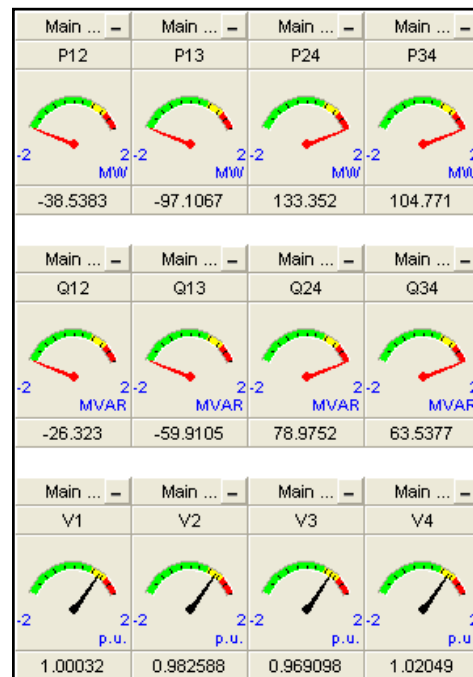 Main ... Main ... Main ... Main ...
P12 P13 P24 P34
-2 2 -2 2 -2 2 -2 2
MW MW MW MW
-38.5383 -97.1067 133.352 104.771
Main ... Main ... Main ... Main ...
Q12 Q13 Q24 Q34
-2 2 -2 2 -2 2 -2 2
MVAR MVAR MVAR MVAR
-26.323 -59.9105 78.9752 63.5377
Main ... Main ... Main ... Main ...
V1 V2 V3 V4
-2 2 -2 2 -2 2 -2 2
p.u. p.u. p.u. p.u.
1.00032 0.982588 0.969098 1.02049